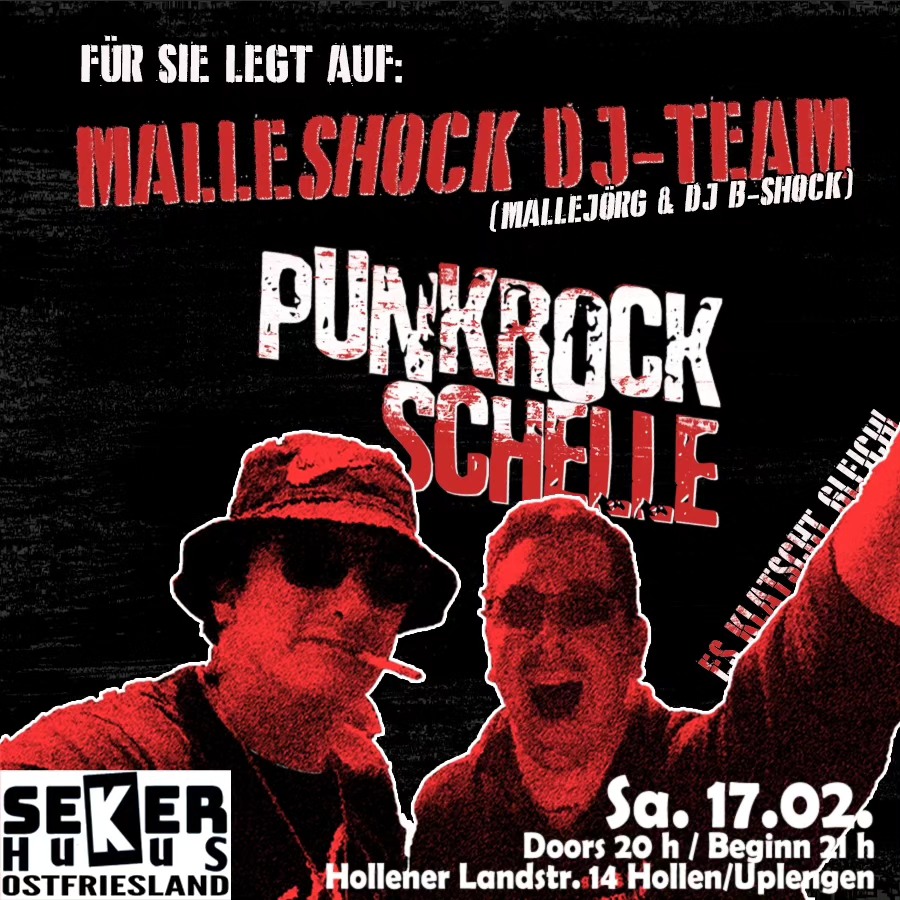 FÜR SIE LEGT AUF:
MALLESHOCK DJ-TEAM
(MALLEJÖRG & DJ B-SHOCK)
PUNKROCK
SCHELLE
ES KLATSCHT GLEICH!
SEKER
HuKuS
OSTFRIESLAND
Sa. 17.02.
Doors 20 h / Beginn 21 h
Hollener Landstr. 14 Hollen/Uplengen